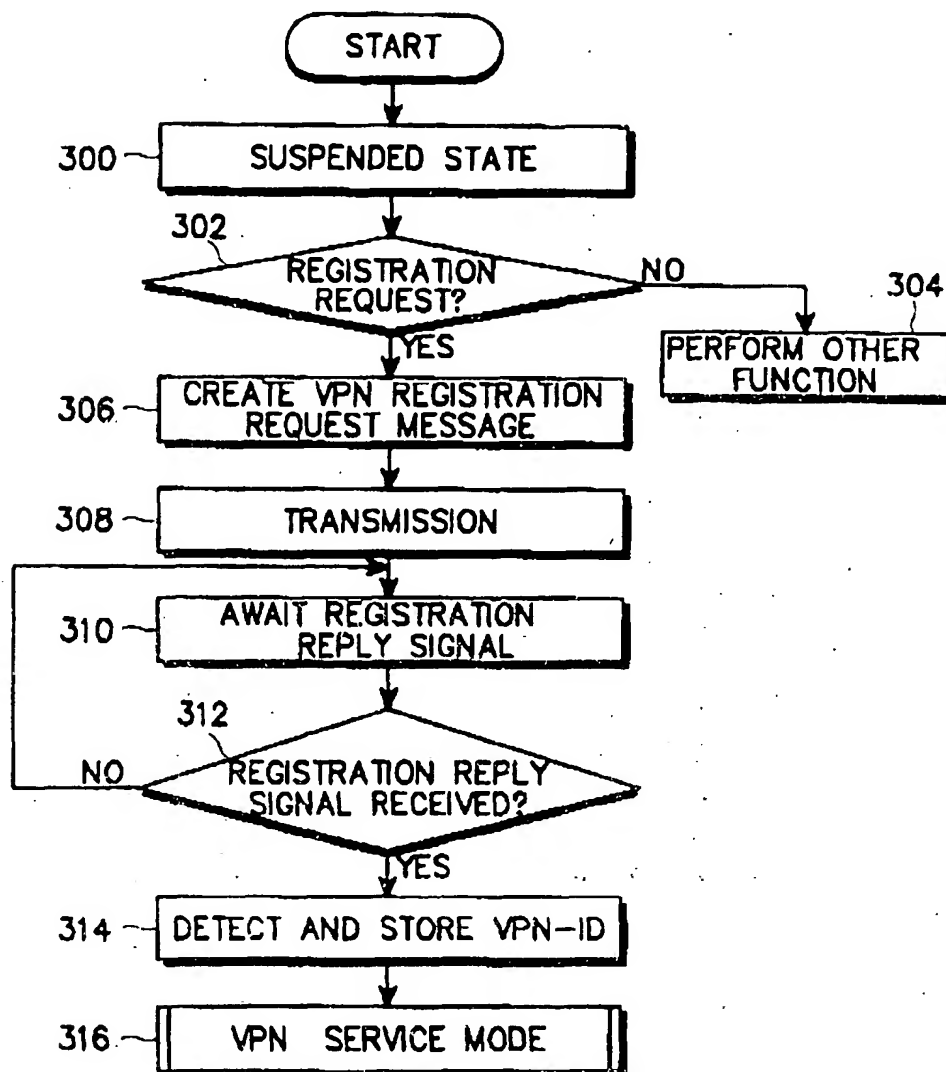 START
300
SUSPENDED STATE
302
REGISTRATION
REQUEST?
NO
304
YES
PERFORM OTHER
FUNCTION
306
CREATE VPN REGISTRATION
REQUEST MESSAGE
308
TRANSMISSION
310
AWAIT REGISTRATION
REPLY SIGNAL
312
NO
REGISTRATION REPLY
SIGNAL RECEIVED?
YES
314
DETECT AND STORE VPN-ID
316
VPN SERVICE MODE